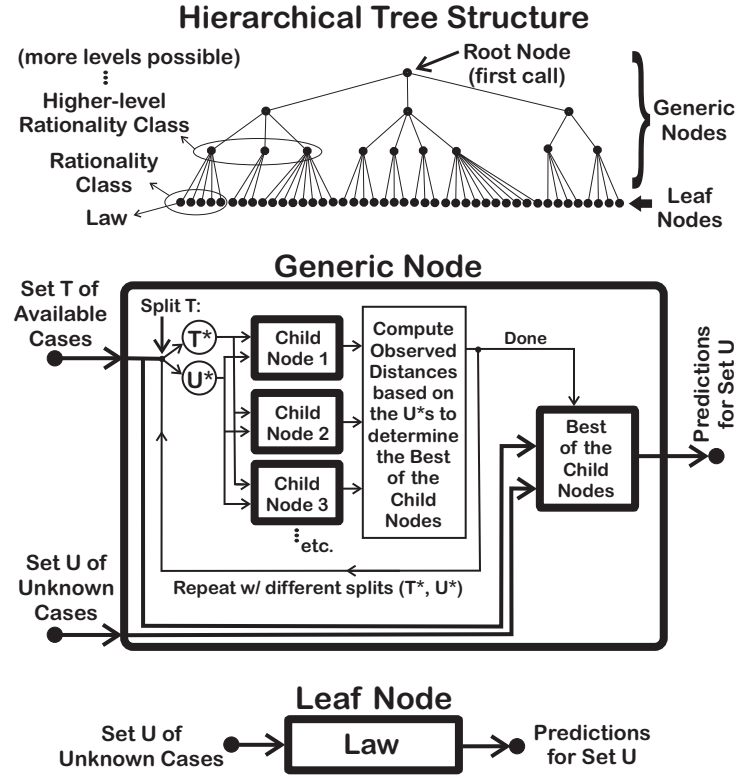 Hierarchical Tree Structure
(more levels possible)
Higher-level
Rationality Class
Rationality
Class
Law
Root Node
(first call)
Generic
Nodes
Leaf
Nodes
Generic Node
Set T of
Available
Cases
Split T:
T*
U*
Child
Node 1
Child
Node 2
Child
Node 3
etc.
Compute
Observed
Distances
based on
the U*s to
determine
the Best
of the
Child
Nodes
Done
Best
of the
Child
Nodes
Predictions
for Set U
Repeat w/ different splits (T*, U*)
Set U of
Unknown
Cases
Leaf Node
Set U of
Unknown Cases
Law
Predictions
for Set U